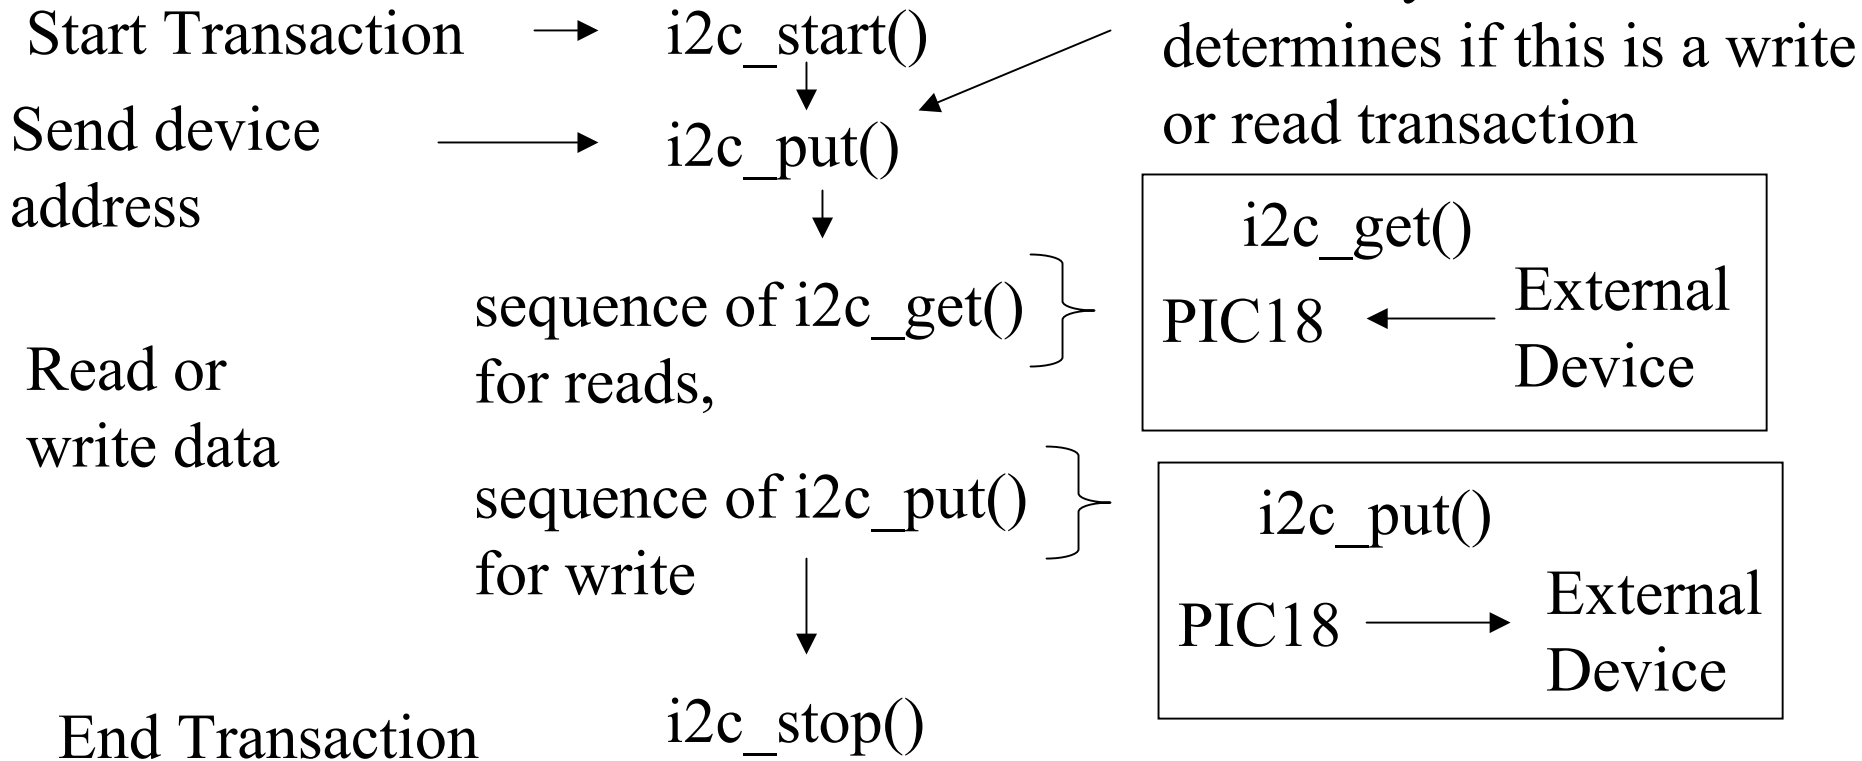 Start Transaction
i2c_start()
determines if this is a write
or read transaction
Send device
address
i2c_put()
Read or
write data
sequence of i2c_get()
for reads,
i2c_get()
PIC18
External
Device
sequence of i2c_put()
for write
i2c_put()
PIC18
External
Device
End Transaction
i2c_stop()